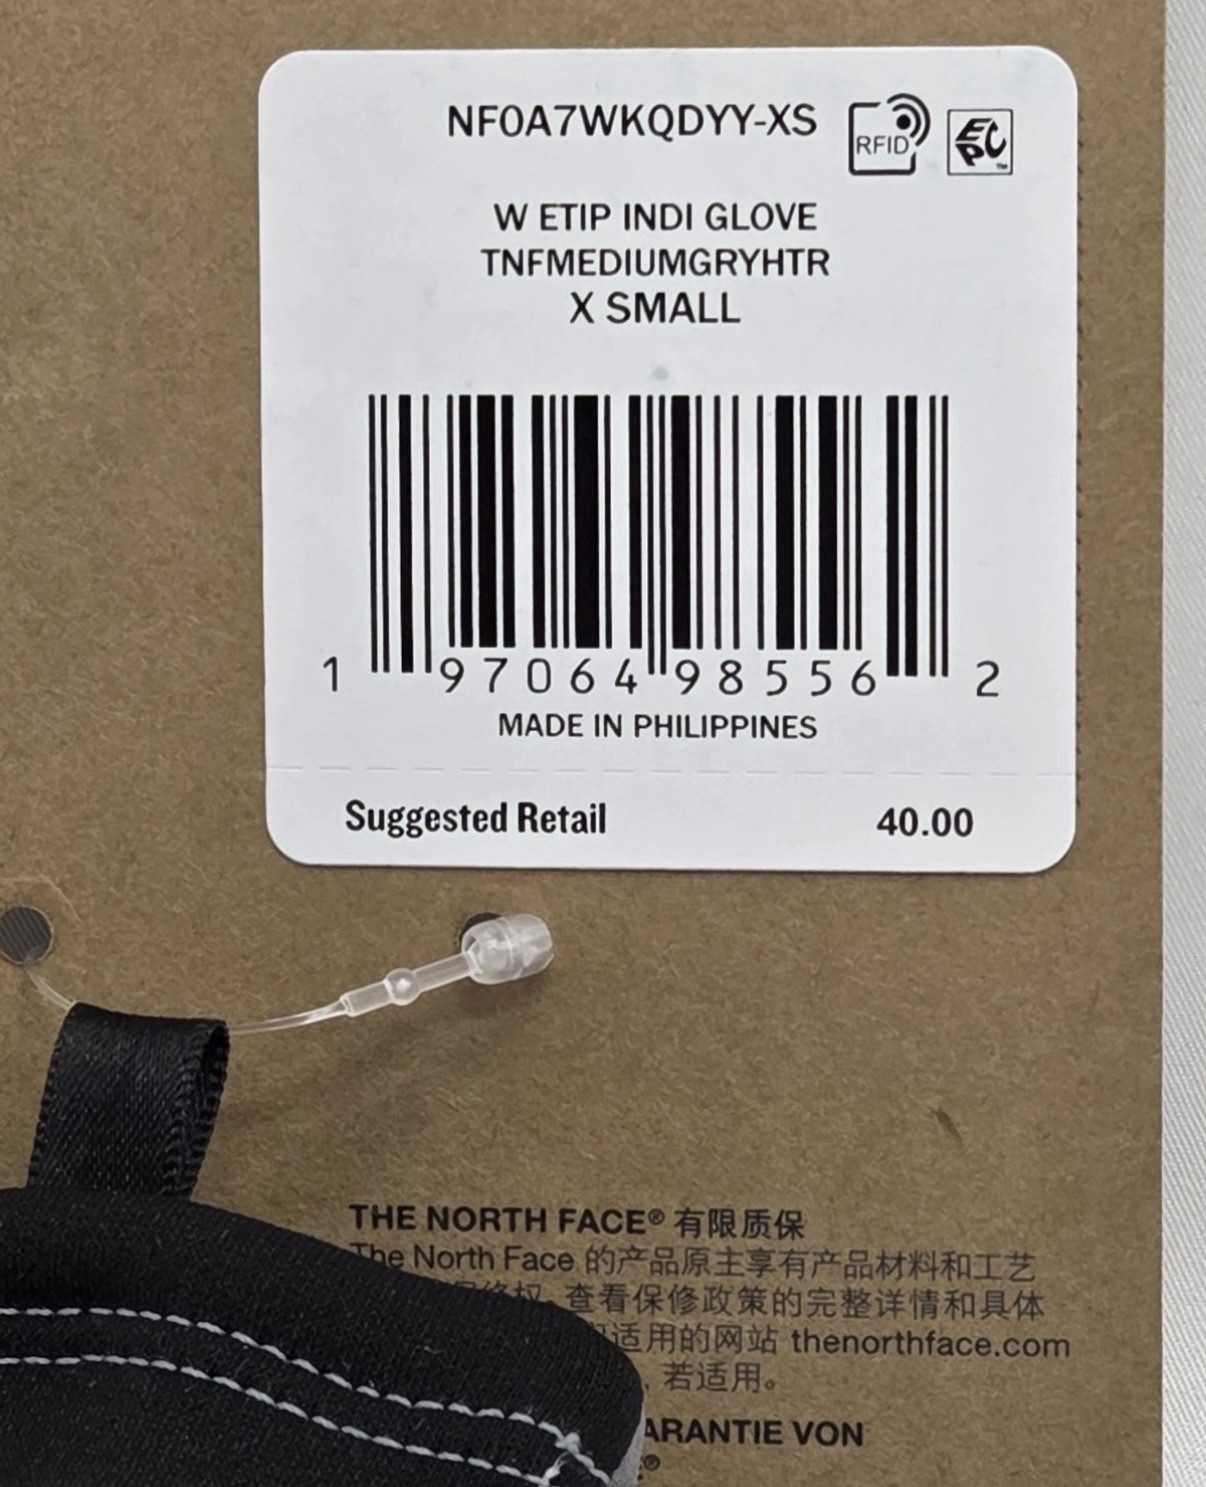 NF0A7WKQDYY-XS
RFID
EPC
W ETIP INDI GLOVE
TNFMEDIUMGRYHTR
X SMALL
1 97064 98556 2
MADE IN PHILIPPINES
Suggested Retail 40.00
THE NORTH FACE® 有限质保
The North Face 的产品原主享有产品材料和工艺
查看保修政策的完整详情和具体
适用的网站 thenorthface.com
, 若适用。
ARANTIE VON
®